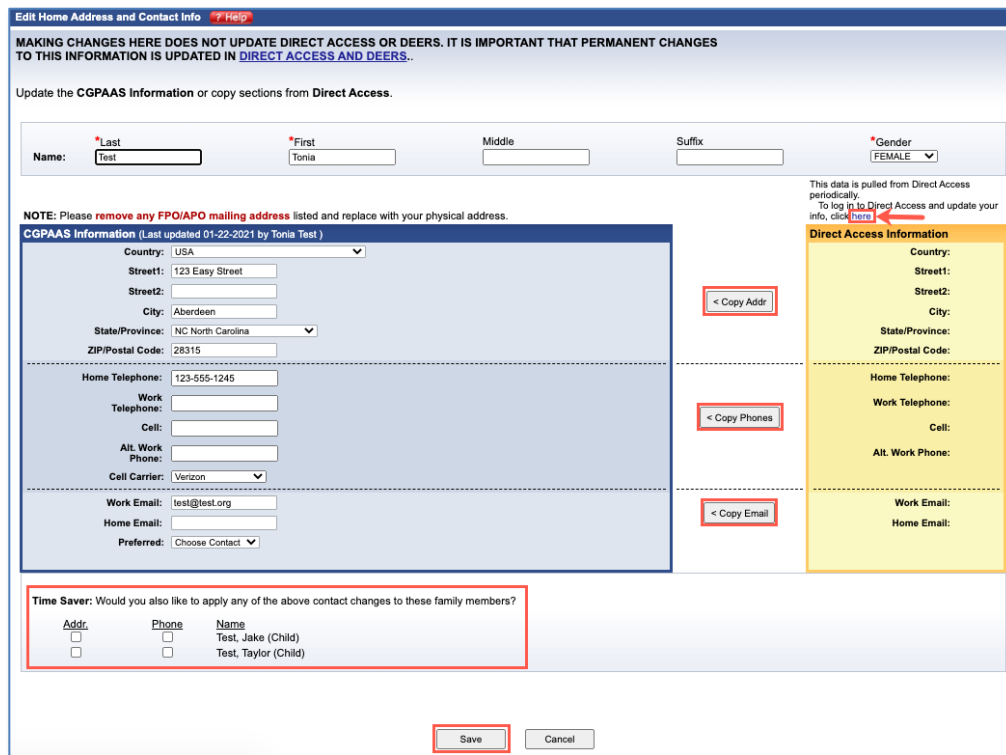 Edit Home Address and Contact Info ? Help
MAKING CHANGES HERE DOES NOT UPDATE DIRECT ACCESS OR DEERS. IT IS IMPORTANT THAT PERMANENT CHANGES
TO THIS INFORMATION IS UPDATED IN DIRECT ACCESS AND DEERS..
Update the CGPAAS Information or copy sections from Direct Access.
*Last *First Middle Suffix *Gender
Name: Test Tonia FEMALE
This data is pulled from Direct Access
periodically.
To log in to Direct Access and update your
info, click here
NOTE: Please remove any FPO/APO mailing address listed and replace with your physical address.
CGPAAS Information (Last updated 01-22-2021 by Tonia Test )
Country: USA
Street1: 123 Easy Street
Street2:
City: Aberdeen
State/Province: NC North Carolina
ZIP/Postal Code: 28315
Home Telephone: 123-555-1245
Work
Telephone:
Cell:
Alt. Work
Phone:
Cell Carrier: Verizon
Work Email: test@test.org
Home Email:
Preferred: Choose Contact
< Copy Addr
< Copy Phones
< Copy Email
Direct Access Information
Country:
Street1:
Street2:
City:
State/Province:
ZIP/Postal Code:
Home Telephone:
Work Telephone:
Cell:
Alt. Work Phone:
Work Email:
Home Email:
Time Saver: Would you also like to apply any of the above contact changes to these family members?
Addr. Phone Name
Test, Jake (Child)
Test, Taylor (Child)
Save Cancel